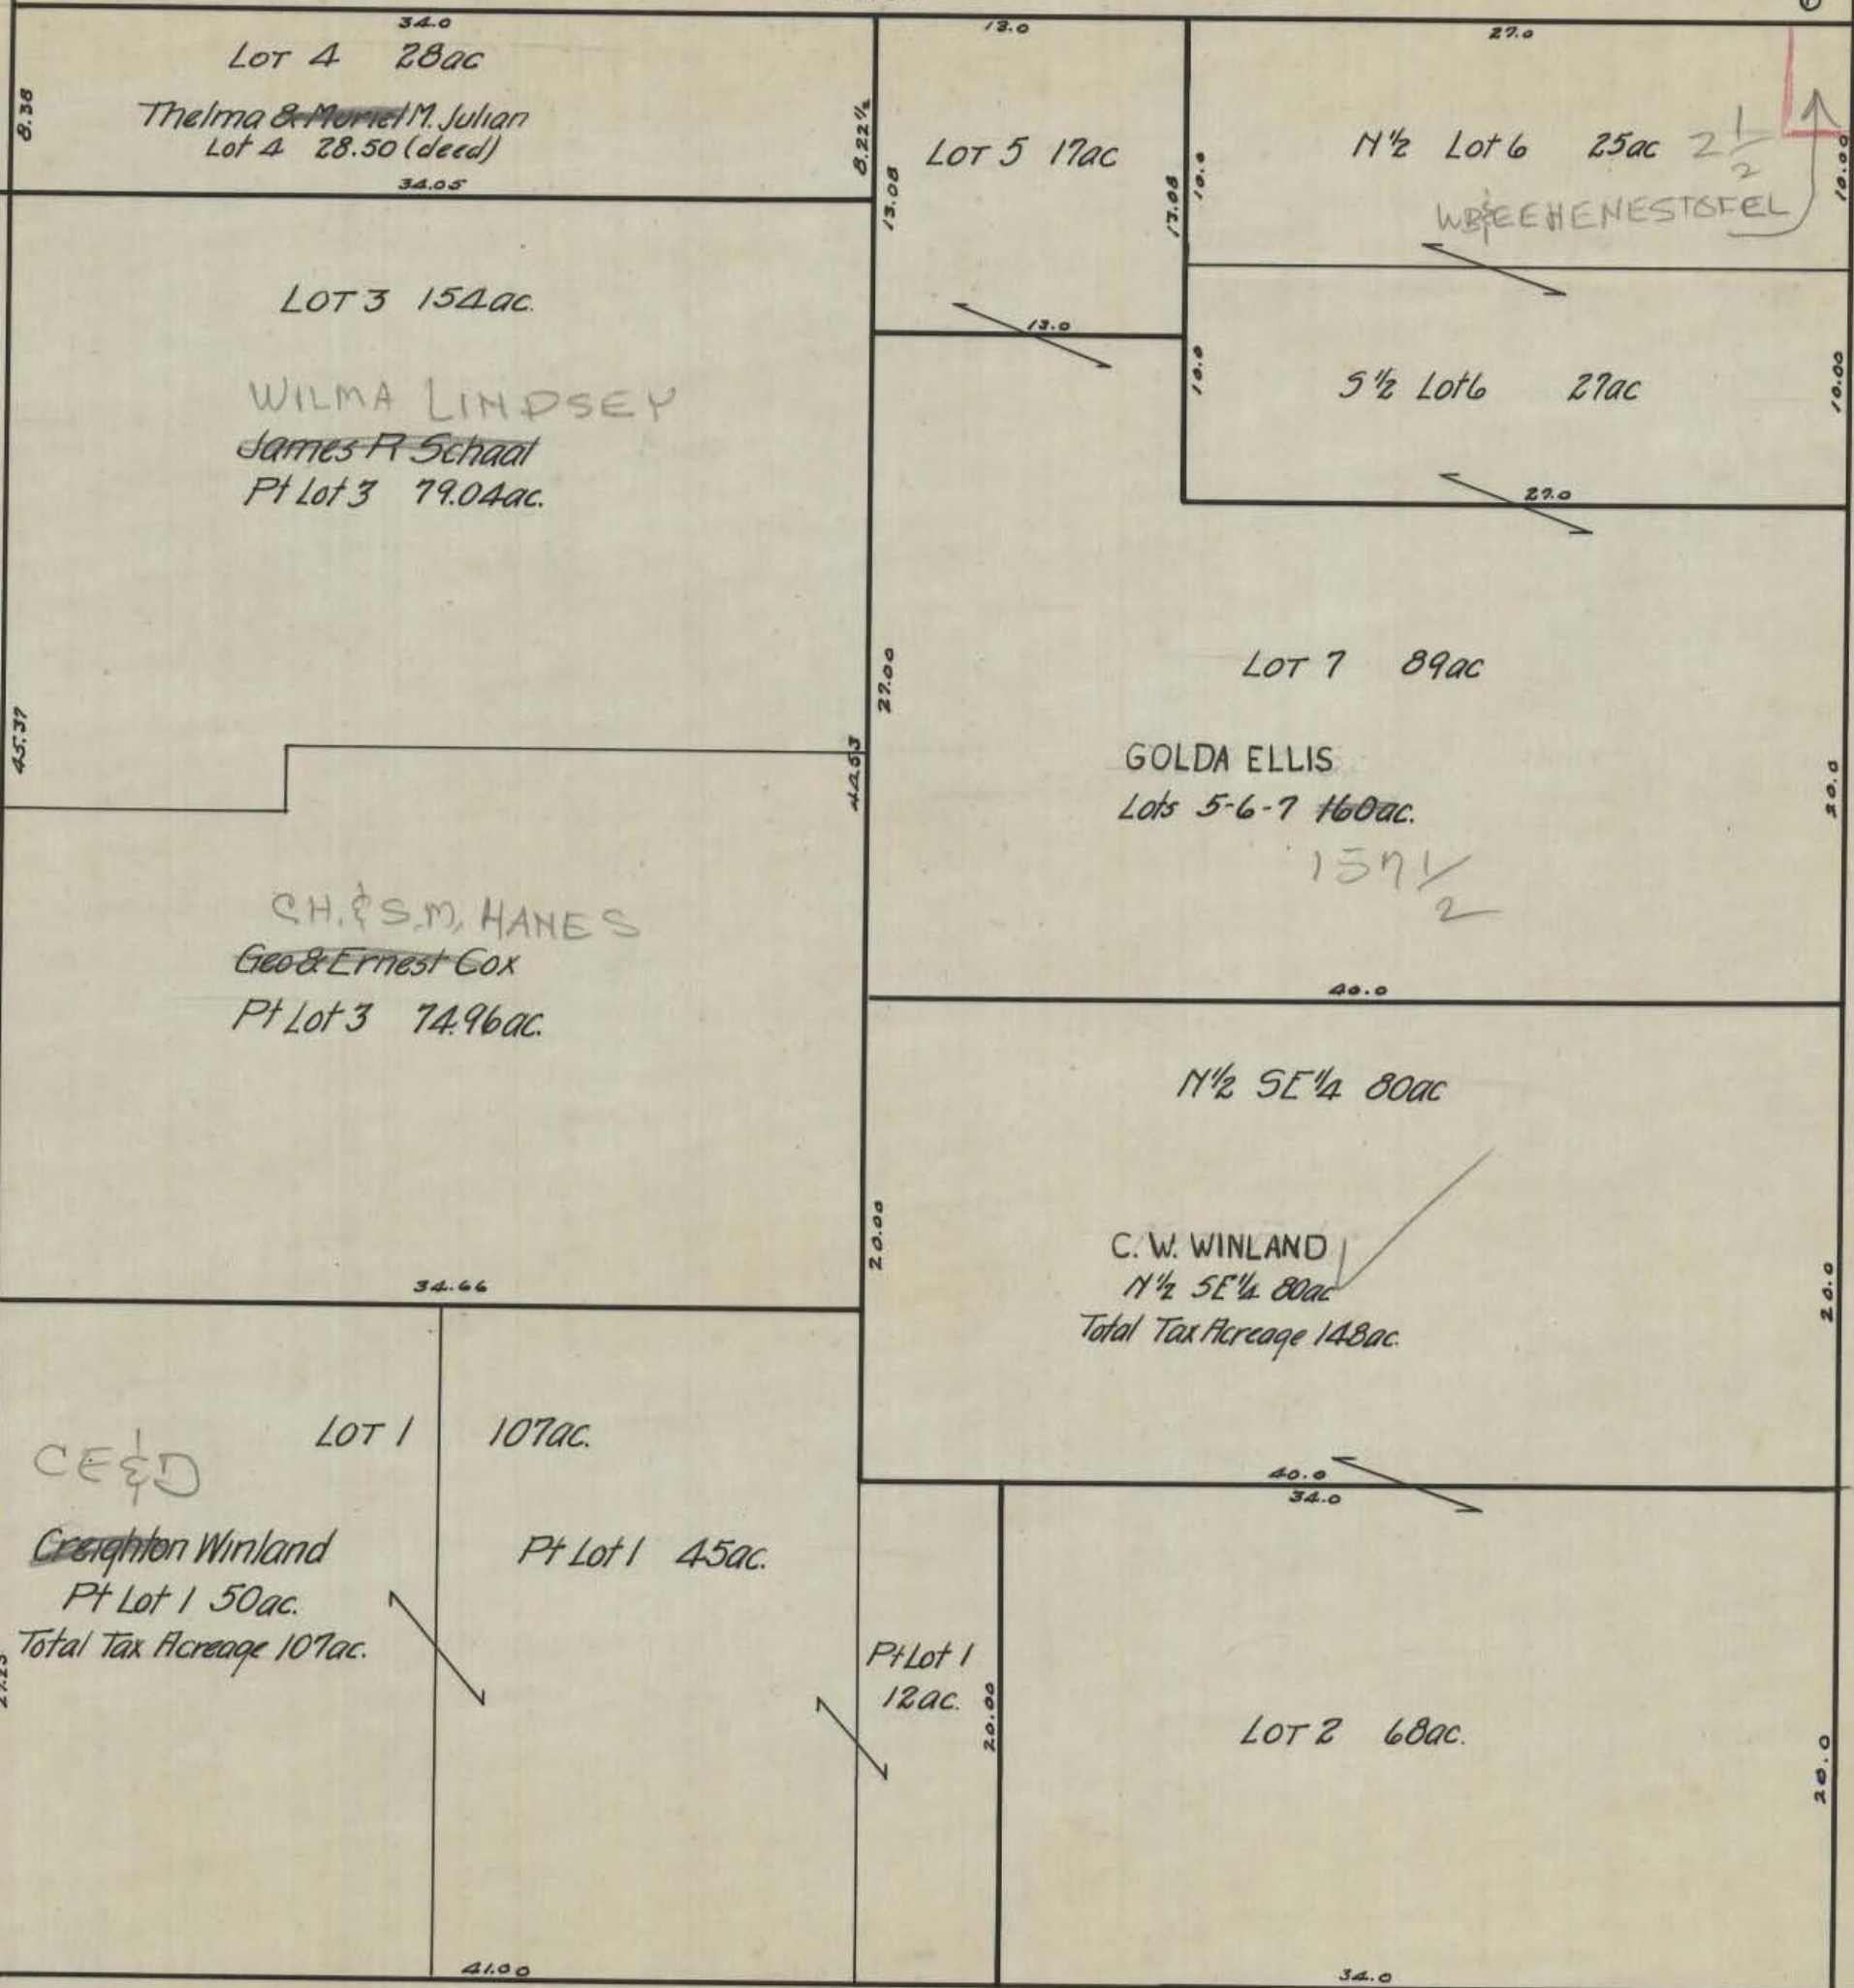 34.0
LOT 4 28ac
Thelma & Muriel M. Julian
Lot 4 28.50 (deed)
34.05
8.38
8.22½
13.0
LOT 5 17ac
13.08
13.08
13.0
27.0
N½ Lot 6 25ac 2 1/2
WB&EEHENESTOFEL
10.0
10.00
S½ Lot 6 27ac
10.0
10.00
27.0
LOT 3 154ac.
WILMA LINDSEY
James R Schaal
Pt Lot 3 79.04ac.
45.37
44.53
27.00
LOT 7 89ac
GOLDA ELLIS
Lots 5-6-7 160ac.
157 1/2
20.0
40.0
C.H. & S.M. HANES
Geo & Ernest Cox
Pt Lot 3 74.96ac.
34.66
N½ SE¼ 80ac
C. W. WINLAND
N½ SE¼ 80ac
Total Tax Acreage 148ac.
20.00
20.0
40.0
34.0
LOT 1 107ac.
CE&D
Creighton Winland
Pt Lot 1 50ac.
Total Tax Acreage 107ac.
Pt Lot 1 45ac.
Pt Lot 1
12ac.
20.00
LOT 2 68ac.
20.0
41.00
34.0